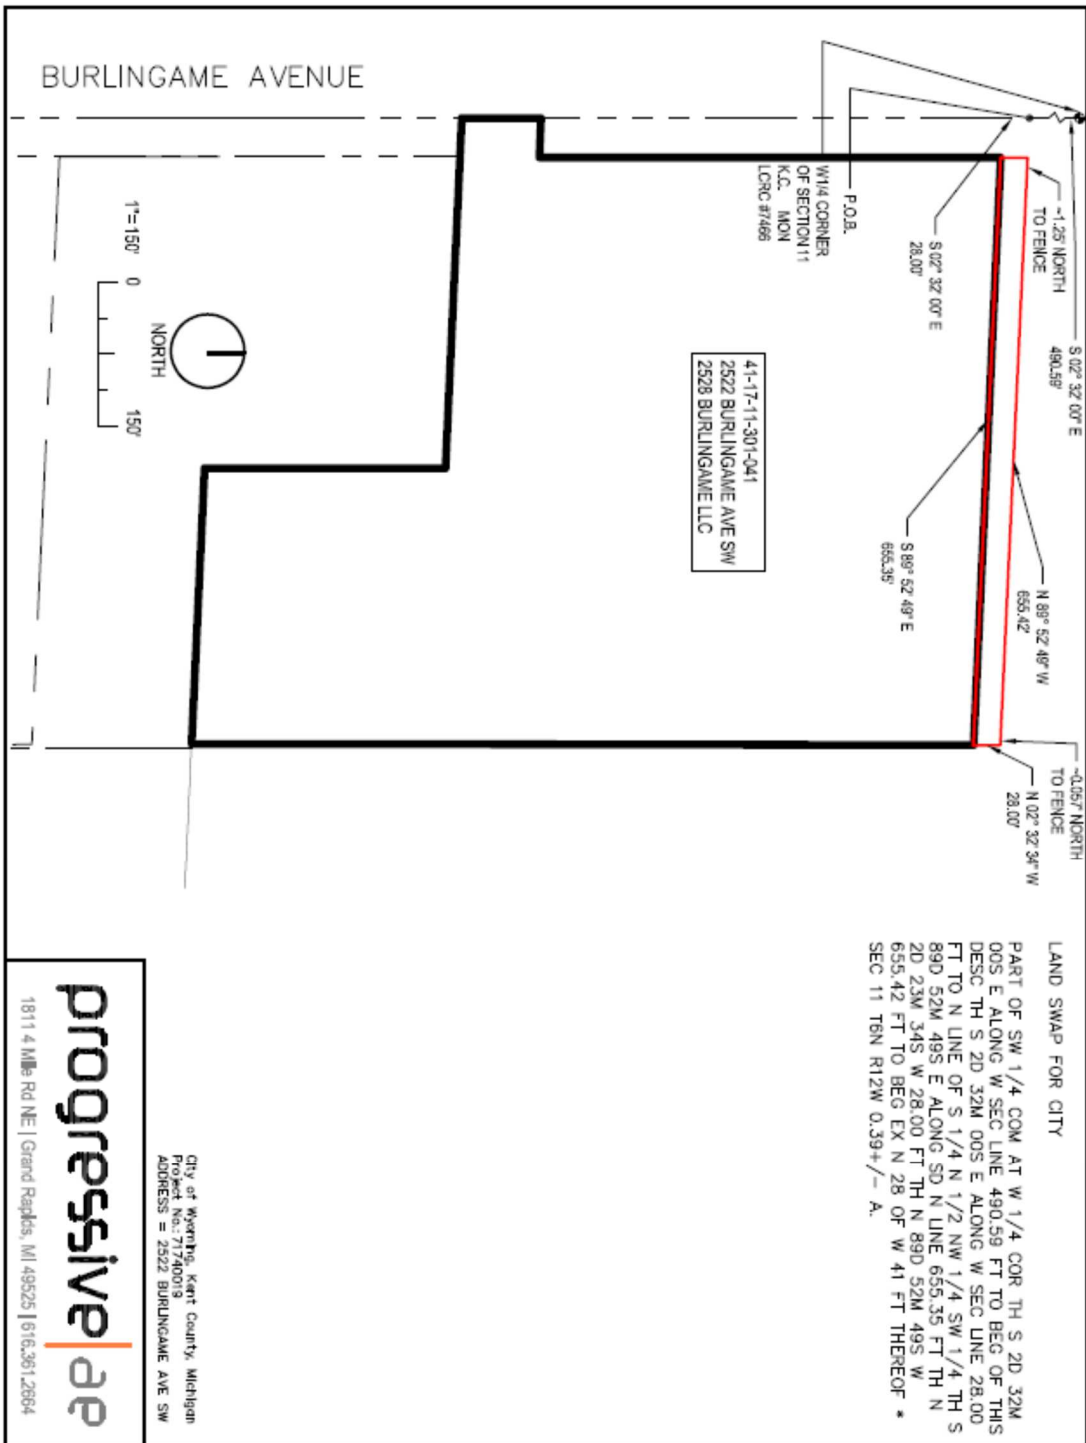 BURLINGAME AVENUE
S 02° 32' 00" E
490.59'
~1.25' NORTH
TO FENCE
N 89° 52' 49" W
655.42'
~0.057' NORTH
TO FENCE
N 02° 32' 34" W
28.00'
S 02° 32' 00" E
28.00'
S 89° 52' 49" E
655.35'
P.O.B.
W1/4 CORNER
OF SECTION 11
K.C. MON
LCRC #7466
41-17-11-301-041
2522 BURLINGAME AVE SW
2528 BURLINGAME LLC
NORTH
1"=150' 0 150'
LAND SWAP FOR CITY
PART OF SW 1/4 COM AT W 1/4 COR TH S 2D 32M
00S E ALONG W SEC LINE 490.59 FT TO BEG OF THIS
DESC TH S 2D 32M 00S E ALONG W SEC LINE 28.00
FT TO N LINE OF S 1/4 N 1/2 NW 1/4 SW 1/4 TH S
89D 52M 49S E ALONG SD N LINE 655.35 FT TH N
2D 23M 34S W 28.00 FT TH N 89D 52M 49S W
655.42 FT TO BEG EX N 28 OF W 41 FT THEREOF *
SEC 11 T6N R12W 0.39+/- A.
City of Wyoming, Kent County, Michigan
Project No.: 71740019
ADDRESS = 2522 BURLINGAME AVE SW
progressive|ae
1811 4 Mile Rd NE | Grand Rapids, MI 49525 | 616.361.2664